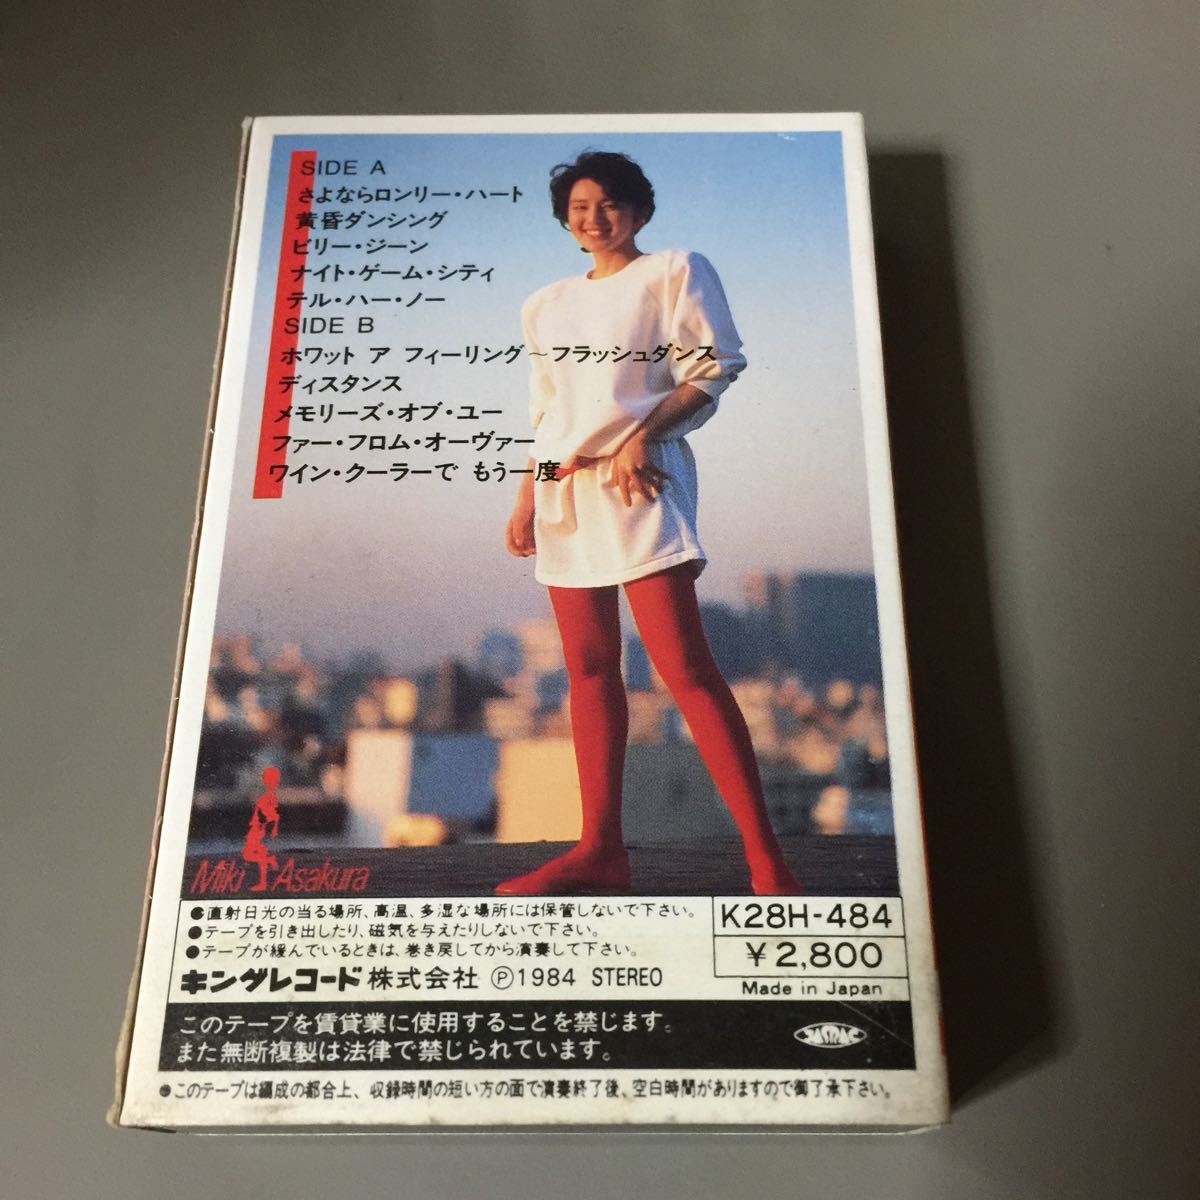 SIDE A
さよならロンリー・ハート
黄昏ダンシング
ビリー・ジーン
ナイト・ゲーム・シティ
テル・ハー・ノー
SIDE B
ホワット ア フィーリング〜フラッシュダンス
ディスタンス
メモリーズ・オブ・ユー
ファー・フロム・オーヴァー
ワイン・クーラーで もう一度
Miki Asakura
●直射日光の当る場所、高温、多湿な場所には保管しないで下さい。
●テープを引き出したり、磁気を与えたりしないで下さい。
●テープが緩んでいるときは、巻き戻してから演奏して下さい。
キングレコード株式会社 Ⓟ1984 STEREO
K28H-484
¥2,800
Made in Japan
このテープを賃貸業に使用することを禁じます。
また無断複製は法律で禁じられています。
JASRAC
●このテープは編成の都合上、収録時間の短い方の面で演奏終了後、空白時間がありますので御了承下さい。